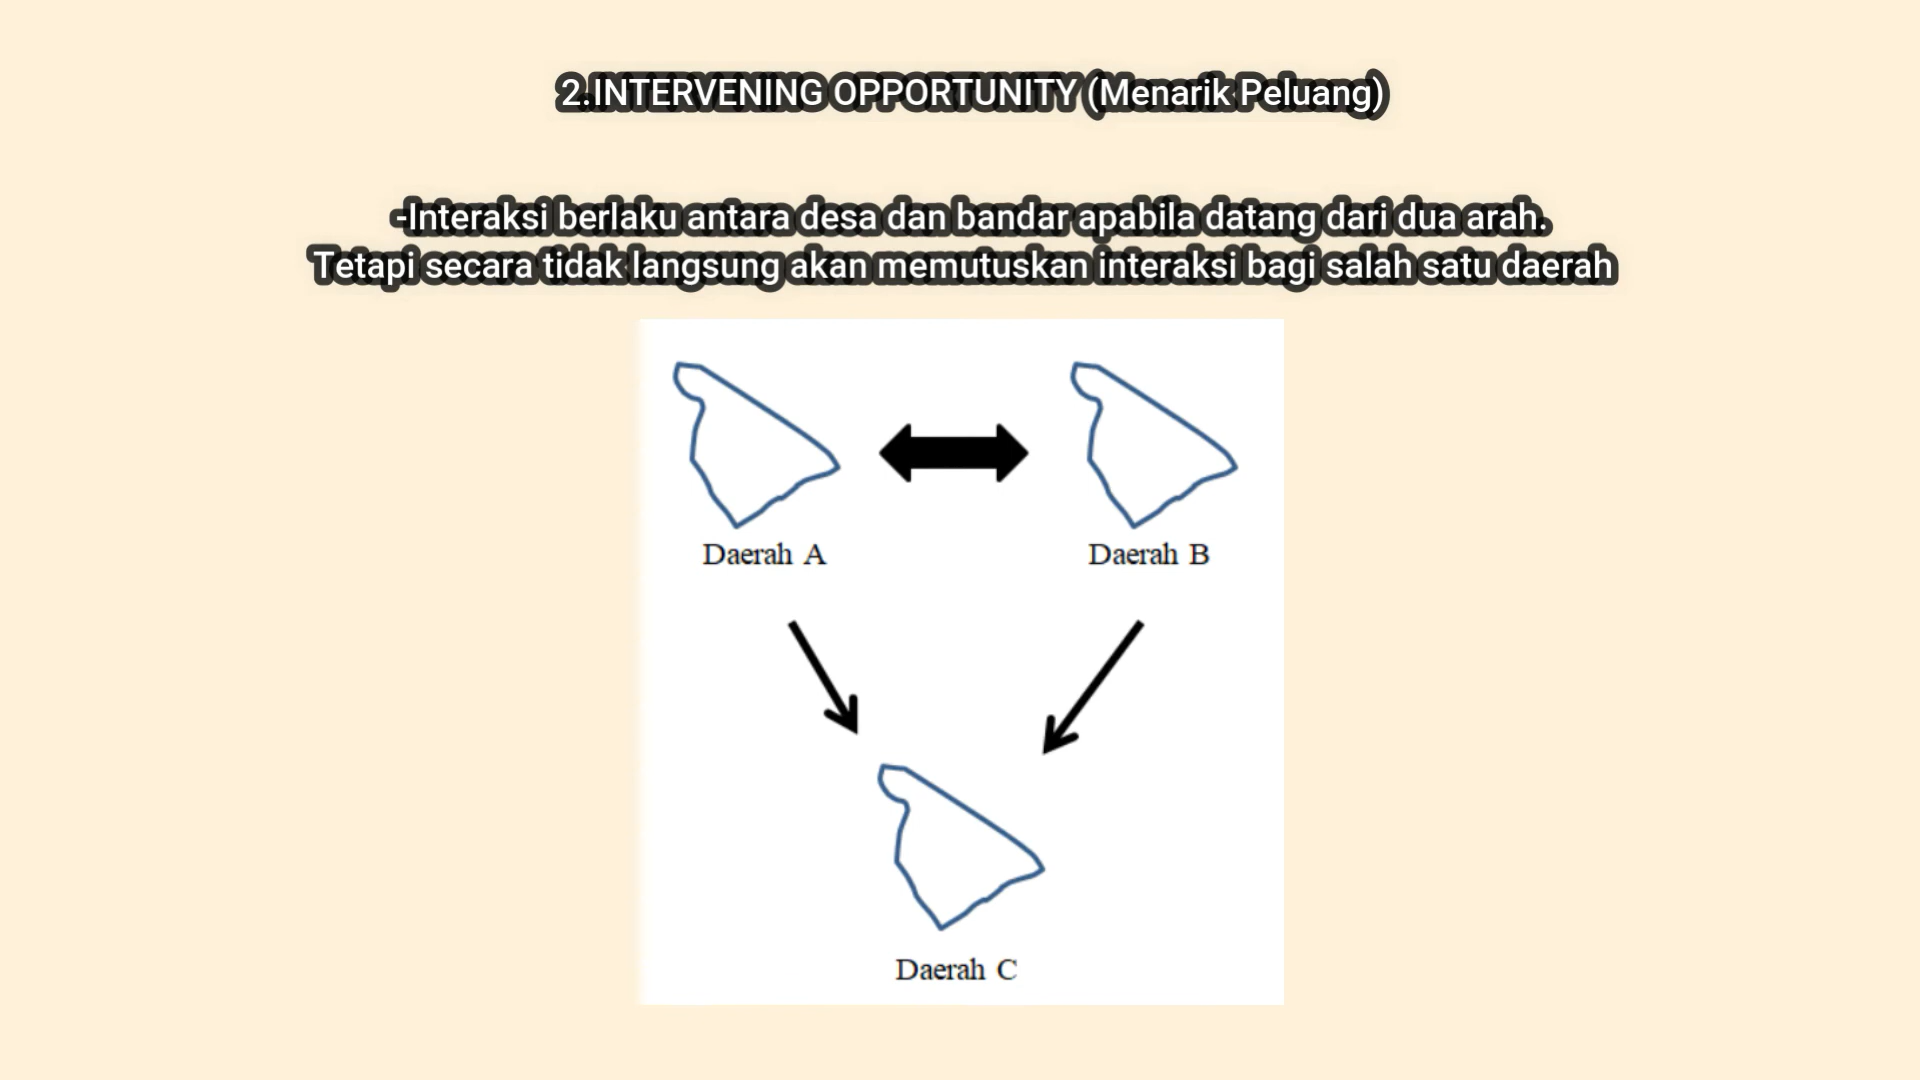 2.INTERVENING OPPORTUNITY (Menarik Peluang)
-Interaksi berlaku antara desa dan bandar apabila datang dari dua arah.
Tetapi secara tidak langsung akan memutuskan interaksi bagi salah satu daerah
Daerah A
Daerah B
Daerah C